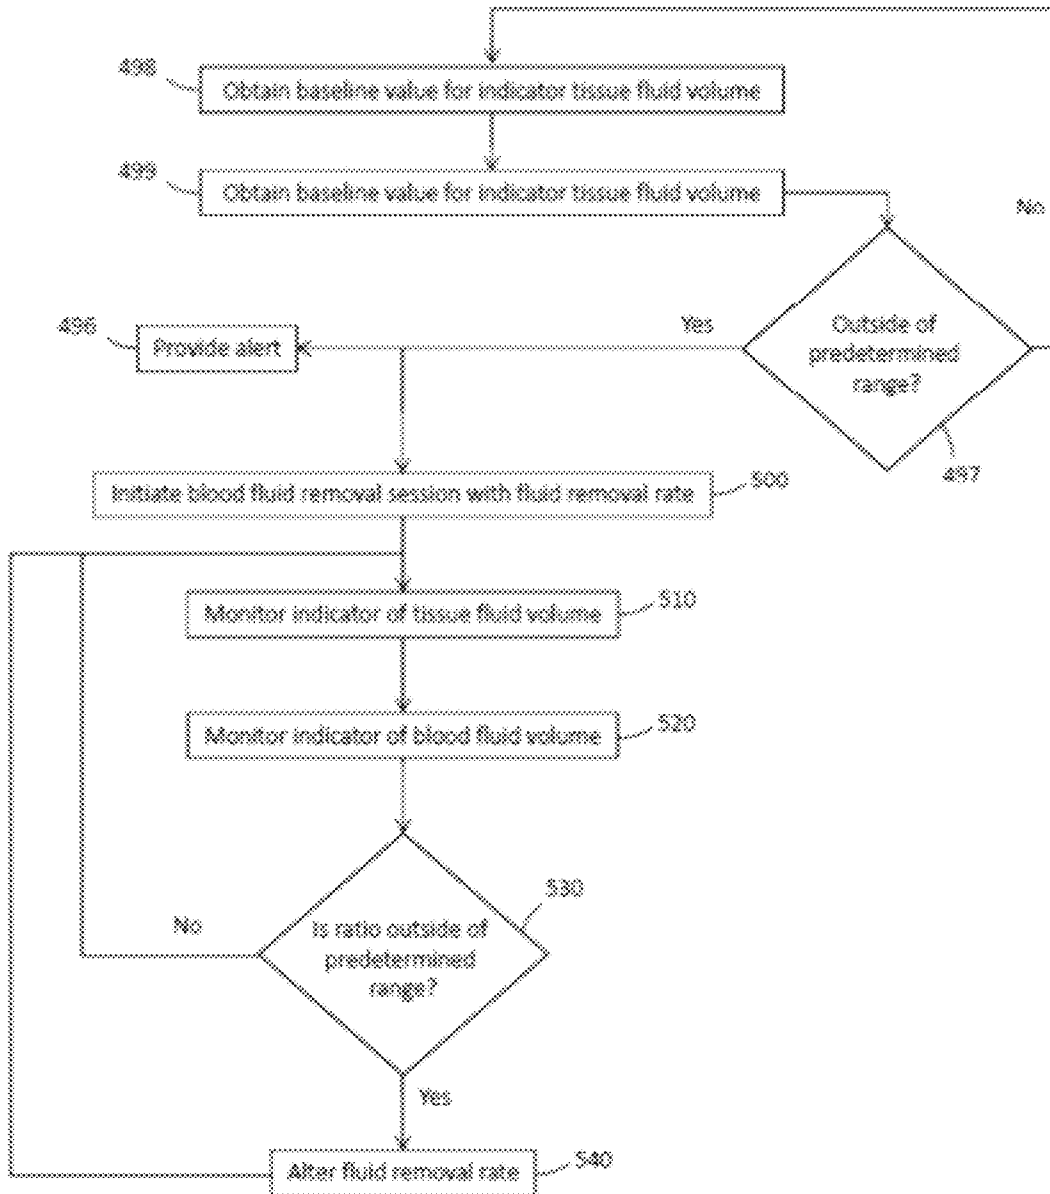 498
Obtain baseline value for indicator tissue fluid volume
499
Obtain baseline value for indicator tissue fluid volume
No
496
Provide alert
Yes
Outside of
predetermined
range?
497
Initiate blood fluid removal session with fluid removal rate
500
Monitor indicator of tissue fluid volume
510
Monitor indicator of blood fluid volume
520
530
No
Is ratio outside of
predetermined
range?
Yes
Alter fluid removal rate
540